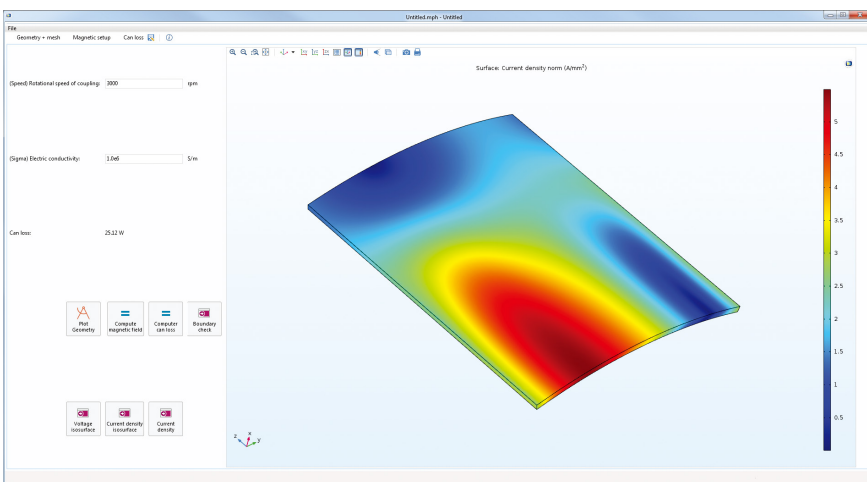 Untitled.mph - Untitled
File
Geometry + mesh Magnetic setup Can loss
Surface: Current density norm (A/mm²)
(Speed) Rotational speed of coupling: 3000 rpm
(Sigma) Electric conductivity: 1.0e6 S/m
Can loss: 25.12 W
Plot Geometry
Compute magnetic field
Computer can loss
Boundary check
Voltage isosurface
Current density isosurface
Current density
5
4.5
4
3.5
3
2.5
2
1.5
1
0.5
z x y